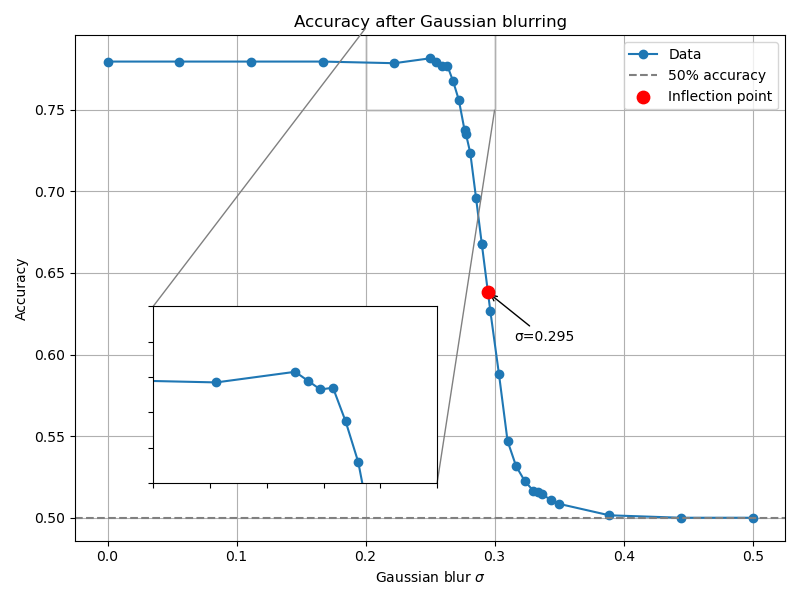 Accuracy after Gaussian blurring
Data
50% accuracy
Inflection point
0.75
0.70
0.65
0.60
0.55
0.50
Accuracy
σ=0.295
0.0 0.1 0.2 0.3 0.4 0.5
Gaussian blur σ